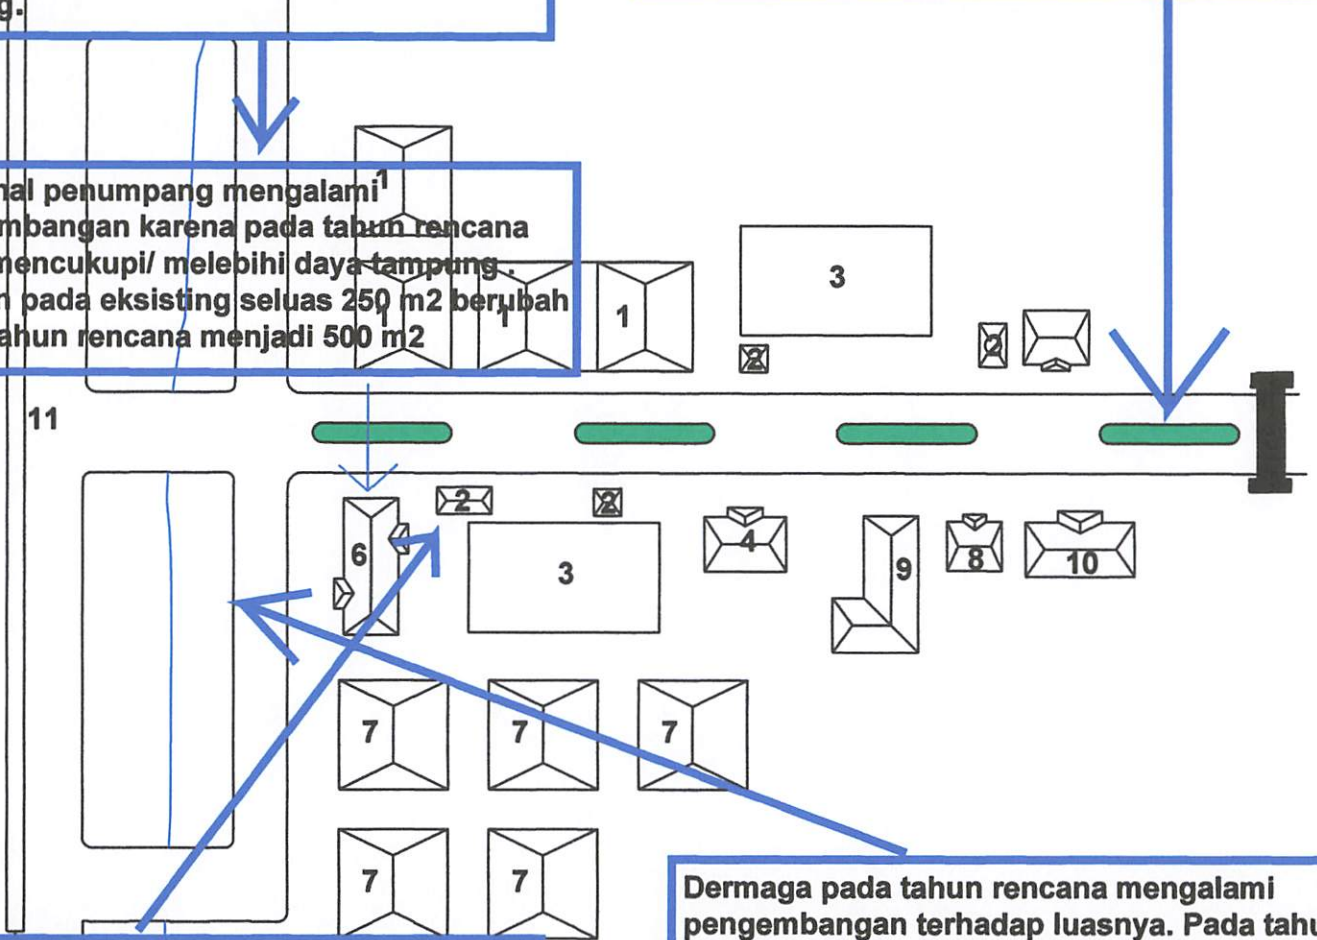 g.
nal penumpang mengalami
mbangan karena pada tahun rencana
mencukupi/ melebihi daya tampung .
n pada eksisting seluas 250 m2 berubah
ahun rencana menjadi 500 m2
1
1
1
1
3
2
2
11
2
2
6
3
4
9
8
10
7
7
7
7
7
Dermaga pada tahun rencana mengalami
pengembangan terhadap luasnya. Pada tahu